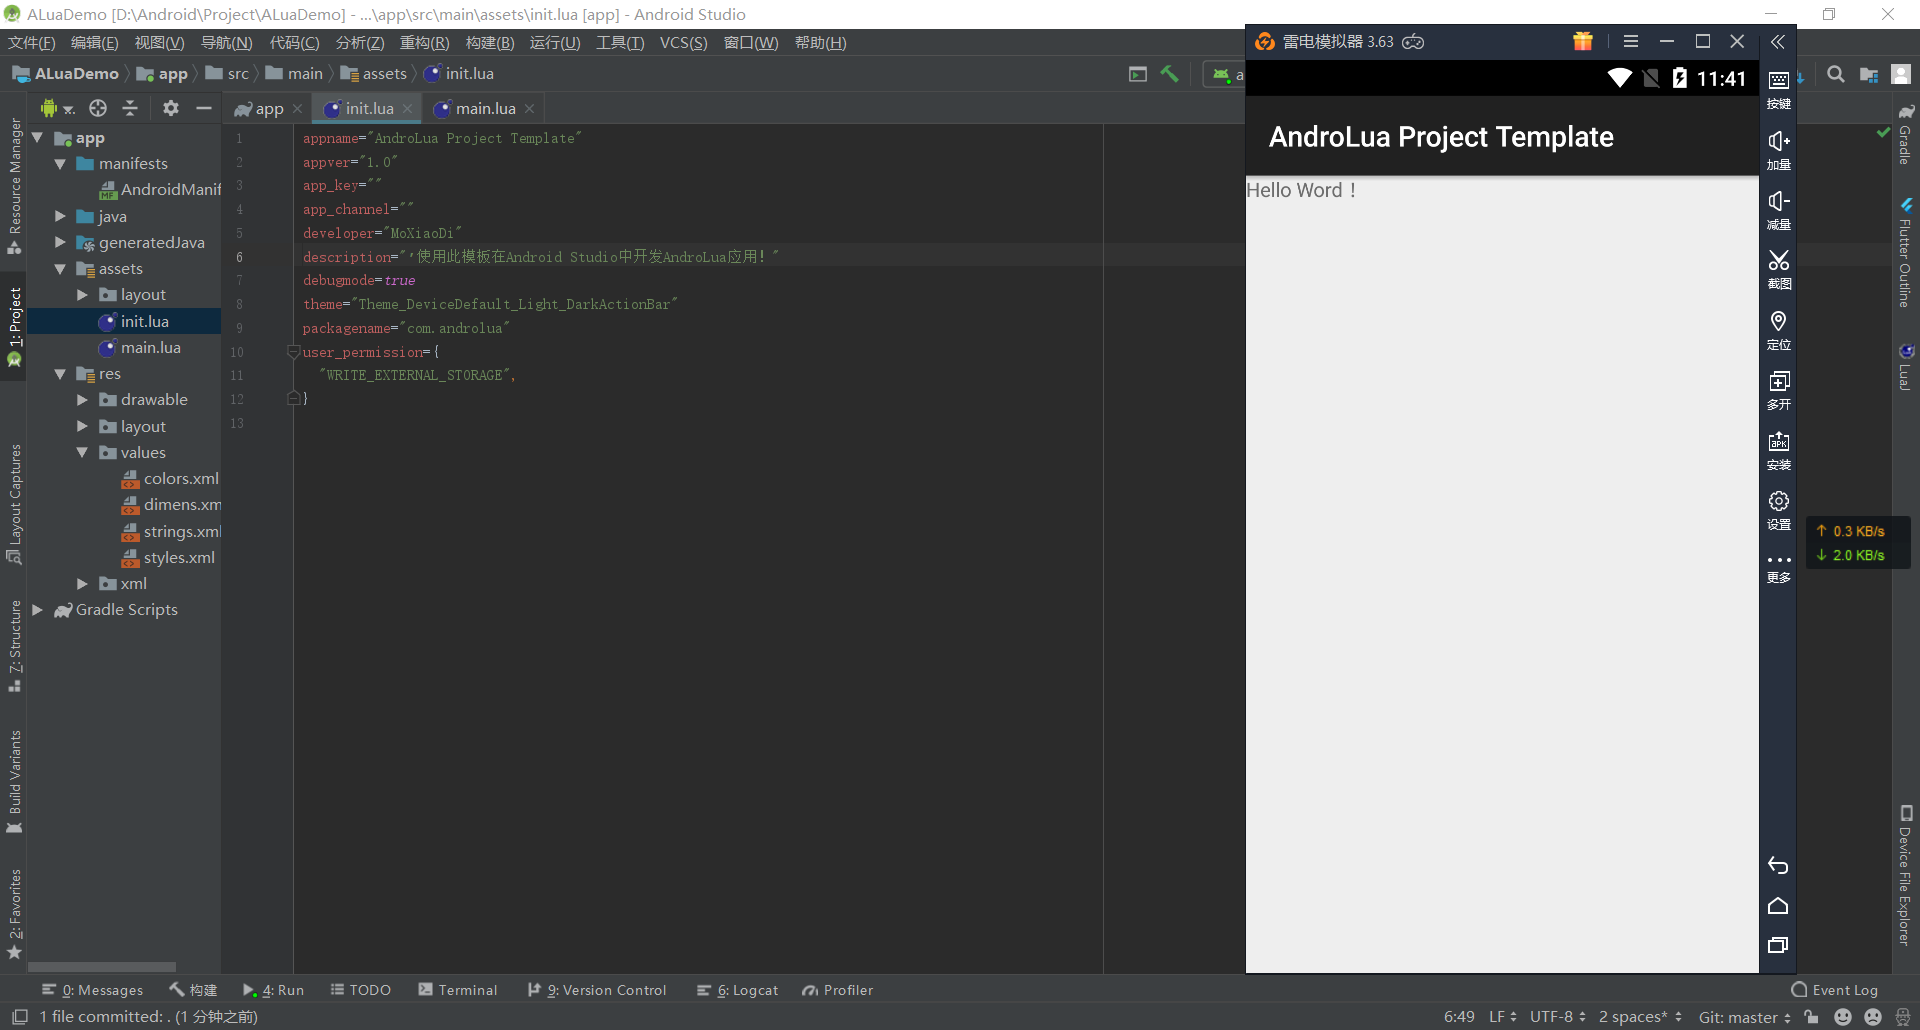 ALuaDemo [D:\Android\Project\ALuaDemo] - ...\app\src\main\assets\init.lua [app] - Android Studio
文件(F) 编辑(E) 视图(V) 导航(N) 代码(C) 分析(Z) 重构(R) 构建(B) 运行(U) 工具(T) VCS(S) 窗口(W) 帮助(H)
ALuaDemo app src main assets init.lua
a
app init.lua main.lua
Resource Manager
1: Project
Layout Captures
7: Structure
Build Variants
2: Favorites
app
manifests
AndroidManif
java
generatedJava
assets
layout
init.lua
main.lua
res
drawable
layout
values
colors.xml
dimens.xm
strings.xml
styles.xml
xml
Gradle Scripts
1 appname="AndroLua Project Template"
2 appver="1.0"
3 app_key=""
4 app_channel=""
5 developer="MoXiaoDi"
6 description="'使用此模板在Android Studio中开发AndroLua应用!"
7 debugmode=true
8 theme="Theme_DeviceDefault_Light_DarkActionBar"
9 packagename="com.androlua"
10 user_permission={
11 "WRITE_EXTERNAL_STORAGE",
12 }
13
雷电模拟器 3.63
11:41
AndroLua Project Template
Hello Word！
按键
加量
减量
截图
定位
多开
APK
安装
设置
更多
Gradle
Flutter Outline
LuaJ
Device File Explorer
↑ 0.3 KB/s
↓ 2.0 KB/s
0: Messages 构建 4: Run TODO Terminal 9: Version Control 6: Logcat Profiler Event Log
1 file committed: . (1 分钟之前) 6:49 LF UTF-8 2 spaces* Git: master